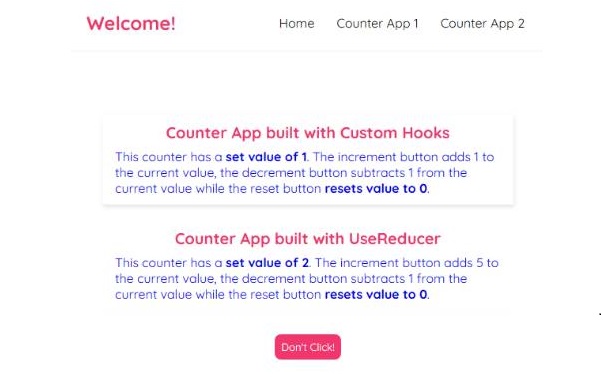 Welcome!
Home Counter App 1 Counter App 2
Counter App built with Custom Hooks
This counter has a set value of 1. The increment button adds 1 to
the current value, the decrement button subtracts 1 from the
current value while the reset button resets value to 0.
Counter App built with UseReducer
This counter has a set value of 2. The increment button adds 5 to
the current value, the decrement button subtracts 1 from the
current value while the reset button resets value to 0.
Don't Click!